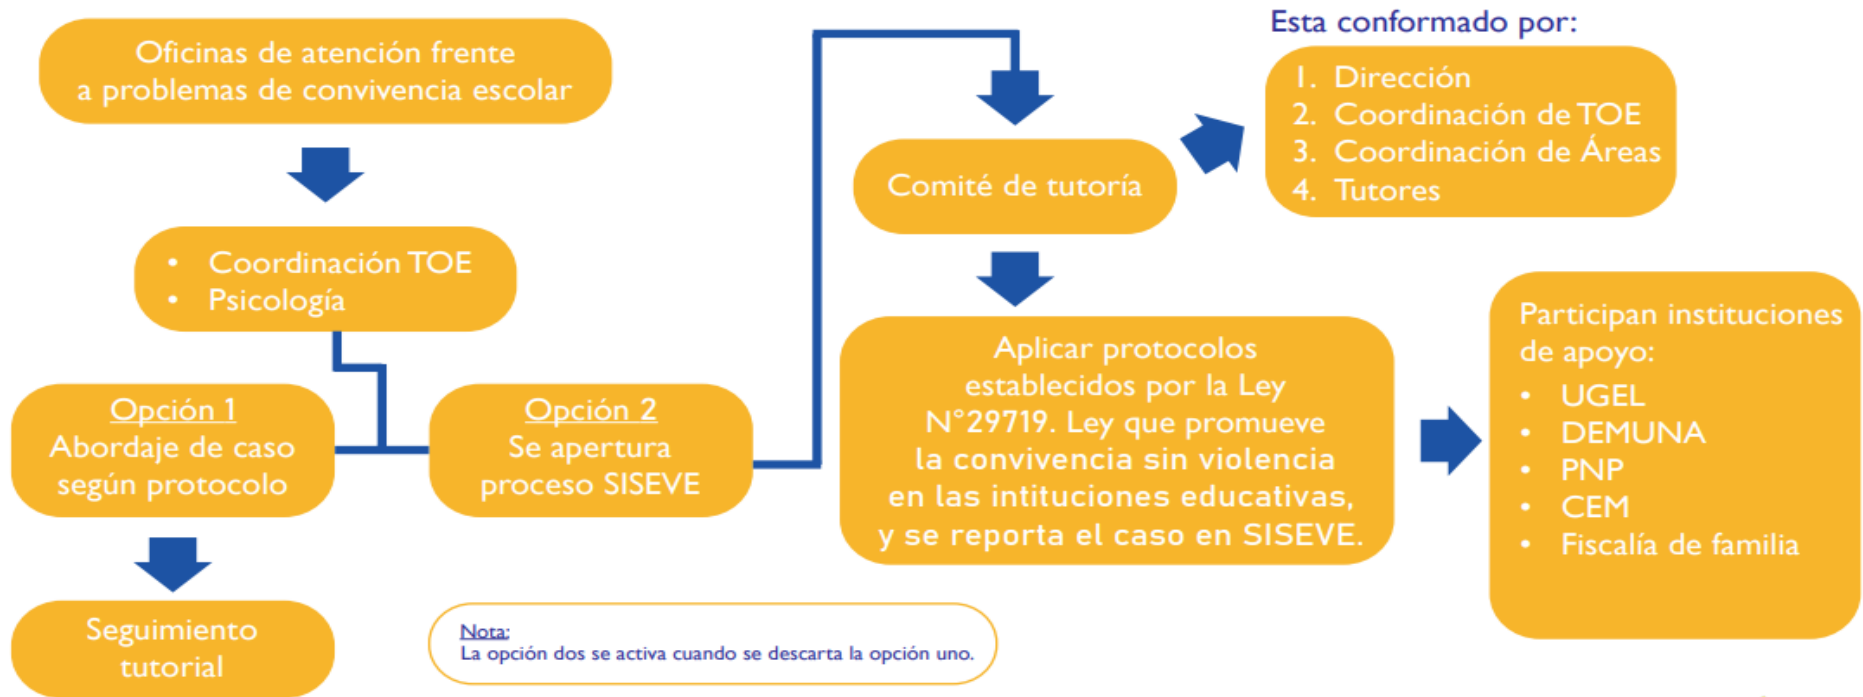 Oficinas de atención frente
a problemas de convivencia escolar
• Coordinación TOE
• Psicología
Opción 1
Abordaje de caso
según protocolo
Opción 2
Se apertura
proceso SISEVE
Seguimiento
tutorial
Nota:
La opción dos se activa cuando se descarta la opción uno.
Comité de tutoría
Esta conformado por:
1. Dirección
2. Coordinación de TOE
3. Coordinación de Áreas
4. Tutores
Aplicar protocolos
establecidos por la Ley
N°29719. Ley que promueve
la convivencia sin violencia
en las intituciones educativas,
y se reporta el caso en SISEVE.
Participan instituciones
de apoyo:
• UGEL
• DEMUNA
• PNP
• CEM
• Fiscalía de familia